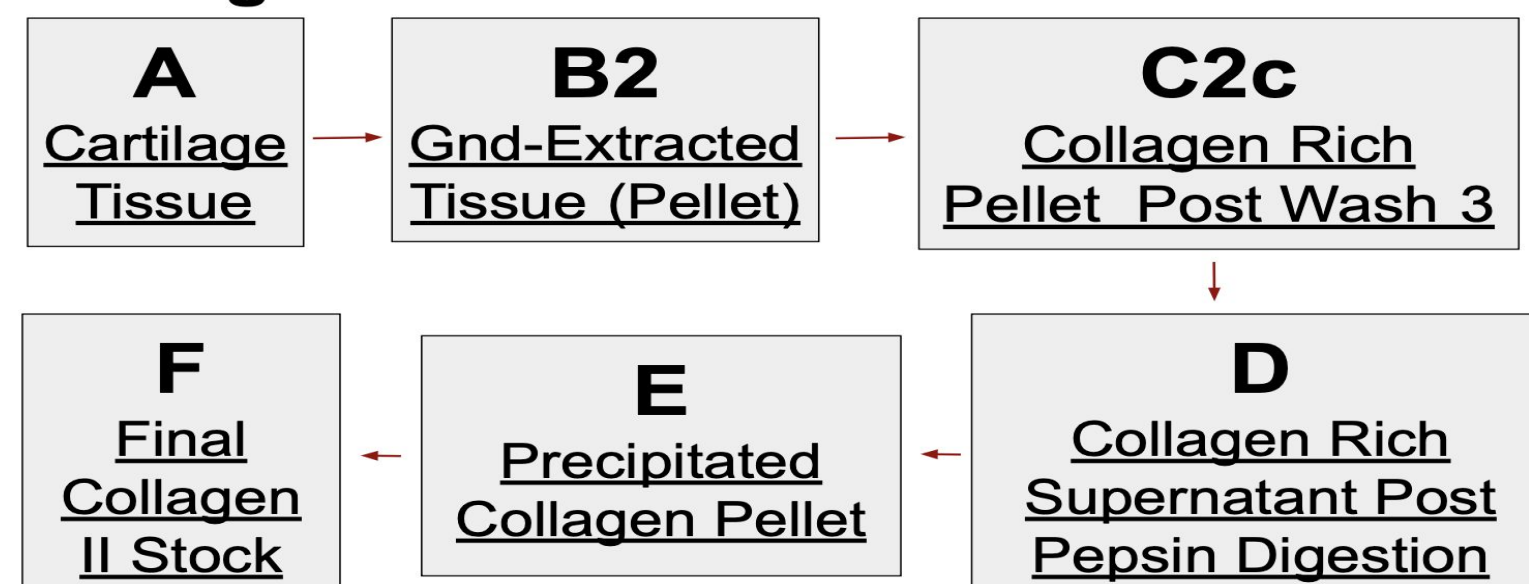 A
Cartilage
Tissue
B2
Gnd-Extracted
Tissue (Pellet)
C2c
Collagen Rich
Pellet Post Wash 3
D
Collagen Rich
Supernatant Post
Pepsin Digestion
E
Precipitated
Collagen Pellet
F
Final
Collagen
II Stock